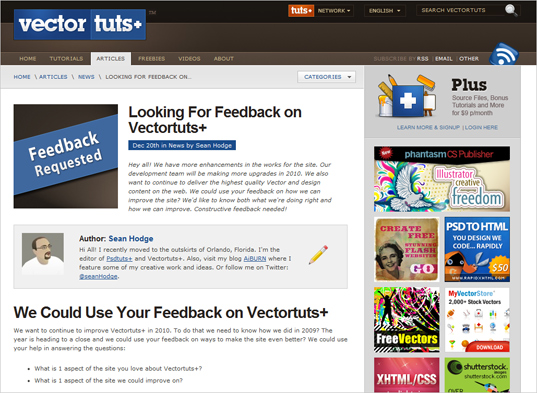 vector tuts+ TM
tuts+ NETWORK ENGLISH SEARCH VECTORTUTS
HOME TUTORIALS ARTICLES FREEBIES VIDEOS ABOUT
SUBSCRIBE BY RSS | EMAIL | OTHER
HOME \ ARTICLES \ NEWS \ LOOKING FOR FEEDBACK ON...
CATEGORIES
Feedback
Requested
Looking For Feedback on
Vectortuts+
Dec 20th in News by Sean Hodge
Hey all! We have more enhancements in the works for the site. Our
development team will be making more upgrades in 2010. We also
want to continue to deliver the highest quality Vector and design
content on the web. We could use your feedback on how we can
improve the site? We'd like to know both what we're doing right and
how we can improve. Constructive feedback needed!
Author: Sean Hodge
Hi All! I recently moved to the outskirts of Orlando, Florida. I'm the
editor of Psdtuts+ and Vectortuts+. Also, visit my blog AiBURN where I
feature some of my creative work and ideas. Or follow me on Twitter:
@seanHodge.
We Could Use Your Feedback on Vectortuts+
We want to continue to improve Vectortuts+ in 2010. To do that we need to know how we did in 2009? The
year is heading to a close and we could use your feedback on ways to make the site even better? We could use
your help in answering the questions:
What is 1 aspect of the site you love about Vectortuts+?
What is 1 aspect of the site we could improve on?
Plus
Source Files, Bonus
Tutorials and More
for $9 p/month
LEARN MORE & SIGNUP | LOGIN HERE
phantasm CS Publisher
Illustrator
creative
freedom
CREATE
FREE
STUNNING
FLASH
WEBSITES
GO
PSD TO HTML
YOU DESIGN
WE CODE... RAPIDLY!
$50
WWW.RAPIDXHTML.COM
FreeVectors
MyVectorStore
2,000+ Stock Vectors
DOWNLOAD
XHTML/CSS
shutterstock
images
OVER